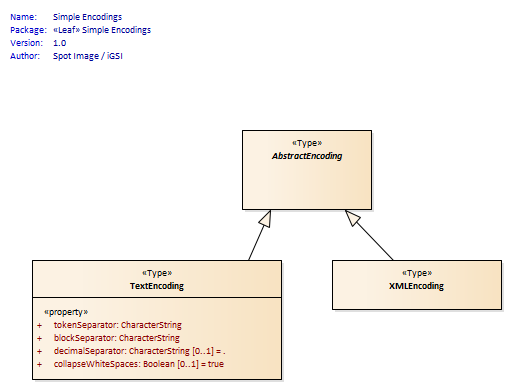 Name: Simple Encodings
Package: «Leaf» Simple Encodings
Version: 1.0
Author: Spot Image / iGSI
«Type»
AbstractEncoding
«Type»
TextEncoding
«property»
+ tokenSeparator: CharacterString
+ blockSeparator: CharacterString
+ decimalSeparator: CharacterString [0..1] = .
+ collapseWhiteSpaces: Boolean [0..1] = true
«Type»
XMLEncoding